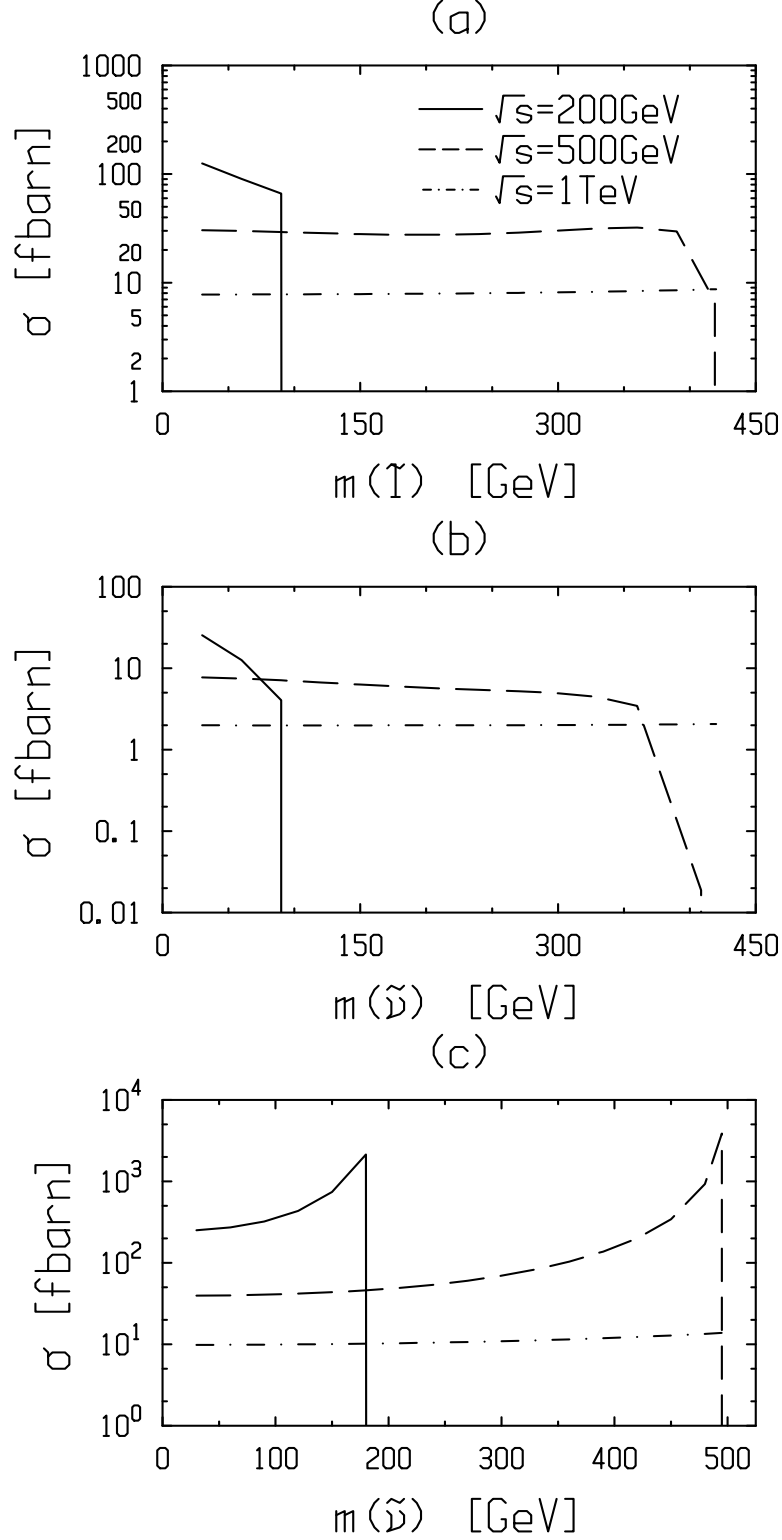 (a)
1000
500
200
100
50
20
10
5
2
1
σ [fbarn]
√s=200GeV
√s=500GeV
√s=1TeV
0 150 300 450
m(l̃) [GeV]
(b)
100
10
1
0.1
0.01
σ [fbarn]
0 150 300 450
m(ν̃) [GeV]
(c)
10⁴
10³
10²
10¹
10⁰
σ [fbarn]
0 100 200 300 400 500
m(ν̃) [GeV]